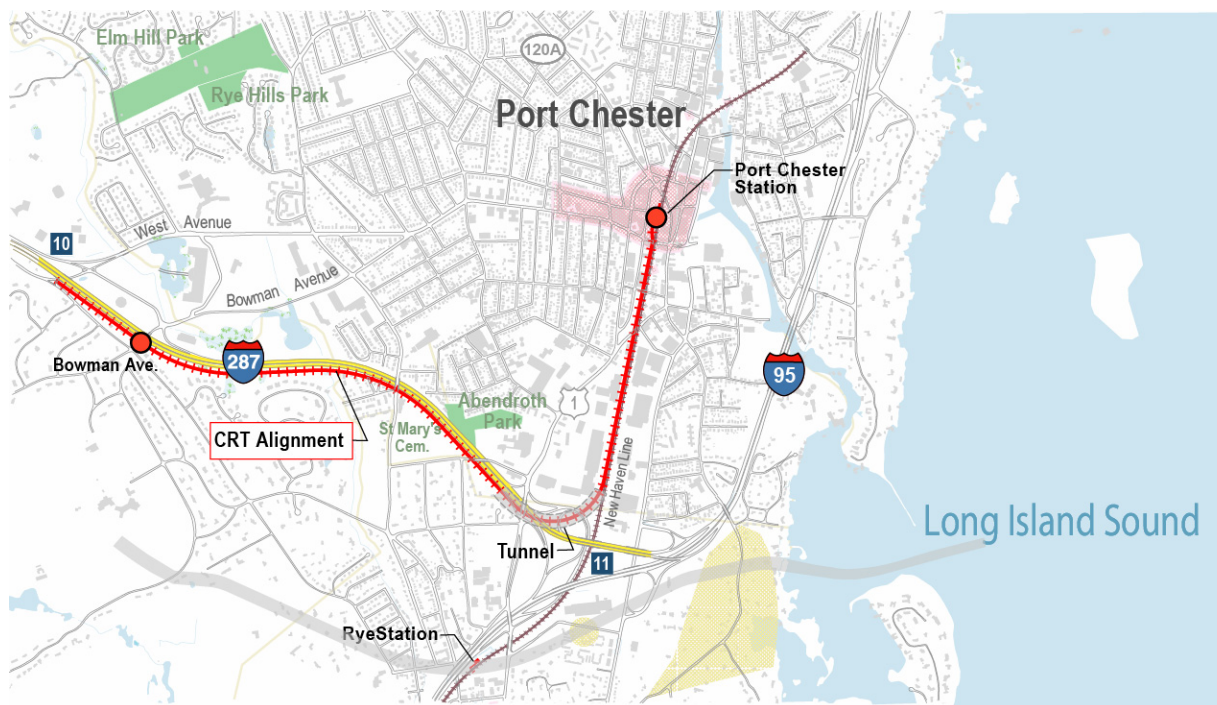 Elm Hill Park
120A
Rye Hills Park
Port Chester
Port Chester
Station
10
West Avenue
Bowman Avenue
Bowman Ave.
287
95
Abendroth
Park
1
CRT Alignment
St Mary's
Cem.
New Haven Line
Long Island Sound
Tunnel
11
RyeStation